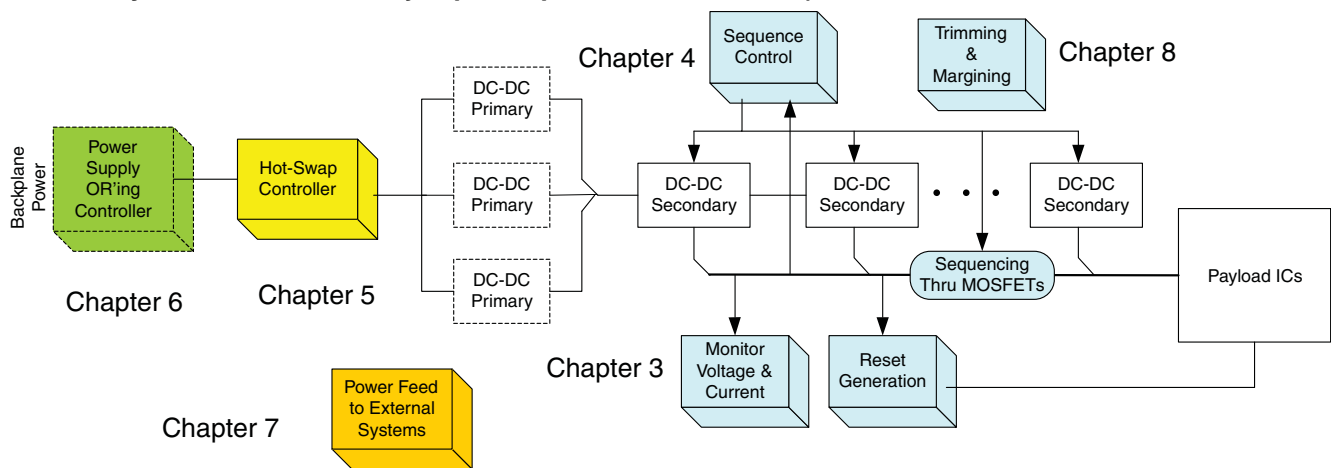 Sequence
Control
Trimming
&
Margining
Chapter 4
Chapter 8
DC-DC
Primary
Backplane
Power
Power
Supply
OR'ing
Controller
Hot-Swap
Controller
DC-DC
Primary
DC-DC
Secondary
DC-DC
Secondary
• • •
DC-DC
Secondary
Chapter 6
Chapter 5
DC-DC
Primary
Sequencing
Thru MOSFETs
Payload ICs
Chapter 3
Monitor
Voltage &
Current
Reset
Generation
Chapter 7
Power Feed
to External
Systems